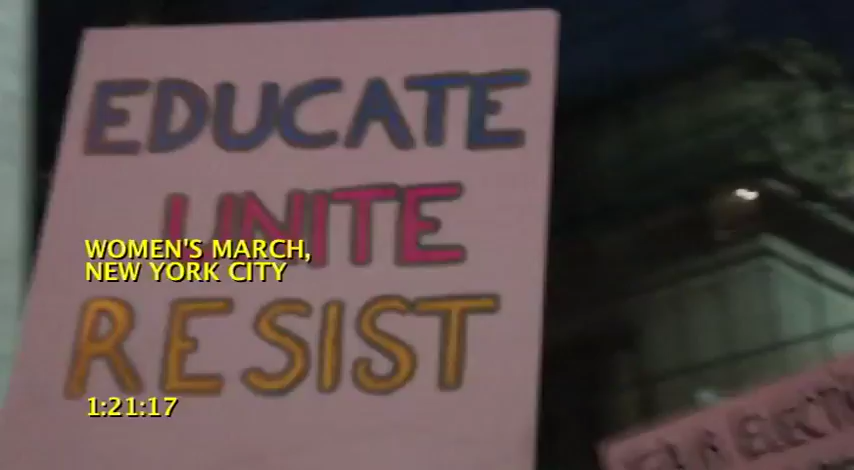 EDUCATE
UNITE
WOMEN'S MARCH,
NEW YORK CITY
RESIST
1:21:17